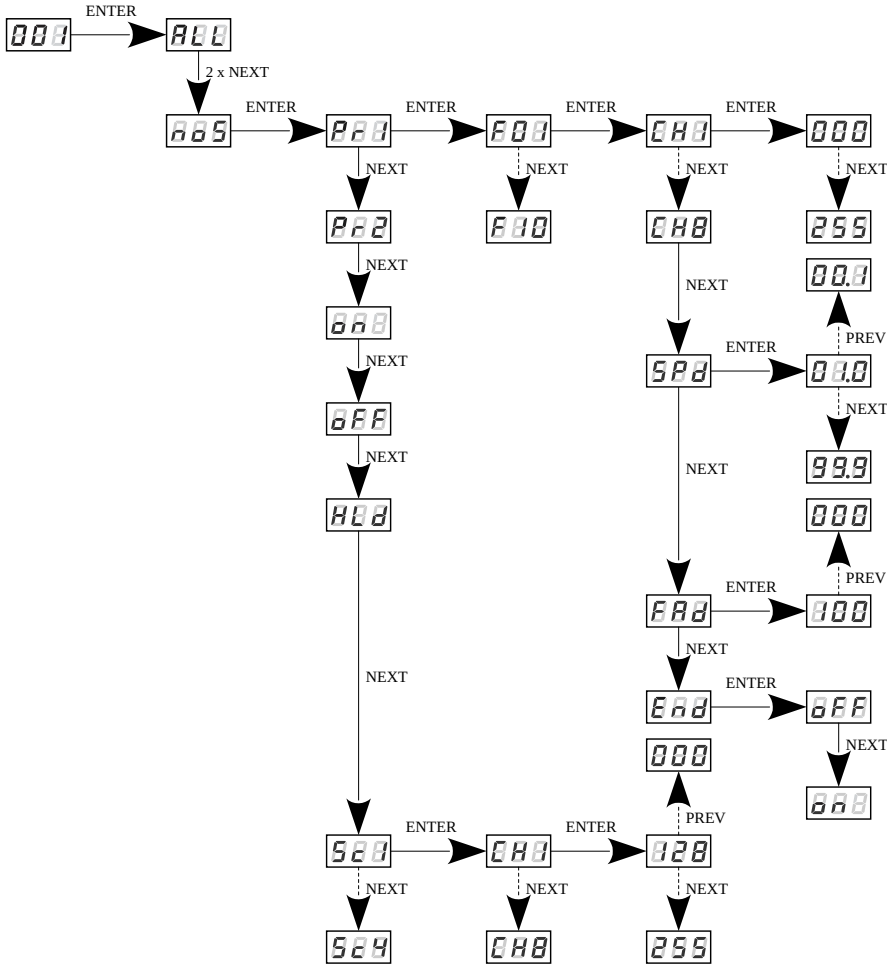 ENTER
001 ALL
2 x NEXT
ENTER ENTER ENTER ENTER
noS Pr1 F01 CH1 000
NEXT NEXT NEXT NEXT
Pr2 F10 CH8 255
NEXT NEXT 00.1
on ENTER PREV
NEXT SPd 01.0
oFF NEXT
NEXT NEXT 99.9
HLd 000
ENTER PREV
FAd 100
NEXT NEXT
ENTER
End oFF
000 NEXT
PREV on
ENTER ENTER
Sc1 CH1 128
NEXT NEXT NEXT
Sc4 CH8 255